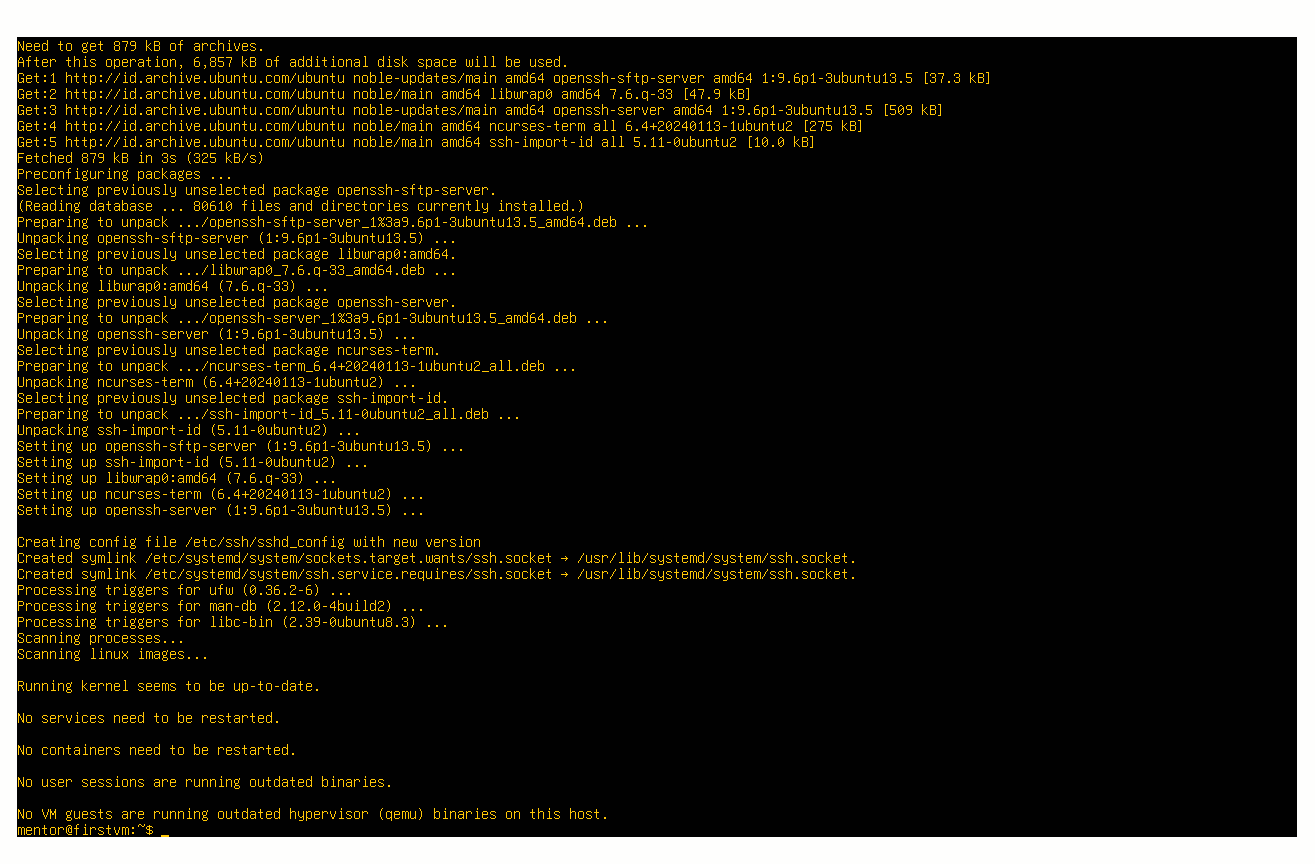 Need to get 879 kB of archives.
After this operation, 6,857 kB of additional disk space will be used.
Get:1 http://id.archive.ubuntu.com/ubuntu noble-updates/main amd64 openssh-sftp-server amd64 1:9.6p1-3ubuntu13.5 [37.3 kB]
Get:2 http://id.archive.ubuntu.com/ubuntu noble/main amd64 libwrap0 amd64 7.6.q-33 [47.9 kB]
Get:3 http://id.archive.ubuntu.com/ubuntu noble-updates/main amd64 openssh-server amd64 1:9.6p1-3ubuntu13.5 [509 kB]
Get:4 http://id.archive.ubuntu.com/ubuntu noble/main amd64 ncurses-term all 6.4+20240113-1ubuntu2 [275 kB]
Get:5 http://id.archive.ubuntu.com/ubuntu noble/main amd64 ssh-import-id all 5.11-0ubuntu2 [10.0 kB]
Fetched 879 kB in 3s (325 kB/s)
Preconfiguring packages ...
Selecting previously unselected package openssh-sftp-server.
(Reading database ... 80610 files and directories currently installed.)
Preparing to unpack .../openssh-sftp-server_1%3a9.6p1-3ubuntu13.5_amd64.deb ...
Unpacking openssh-sftp-server (1:9.6p1-3ubuntu13.5) ...
Selecting previously unselected package libwrap0:amd64.
Preparing to unpack .../libwrap0_7.6.q-33_amd64.deb ...
Unpacking libwrap0:amd64 (7.6.q-33) ...
Selecting previously unselected package openssh-server.
Preparing to unpack .../openssh-server_1%3a9.6p1-3ubuntu13.5_amd64.deb ...
Unpacking openssh-server (1:9.6p1-3ubuntu13.5) ...
Selecting previously unselected package ncurses-term.
Preparing to unpack .../ncurses-term_6.4+20240113-1ubuntu2_all.deb ...
Unpacking ncurses-term (6.4+20240113-1ubuntu2) ...
Selecting previously unselected package ssh-import-id.
Preparing to unpack .../ssh-import-id_5.11-0ubuntu2_all.deb ...
Unpacking ssh-import-id (5.11-0ubuntu2) ...
Setting up openssh-sftp-server (1:9.6p1-3ubuntu13.5) ...
Setting up ssh-import-id (5.11-0ubuntu2) ...
Setting up libwrap0:amd64 (7.6.q-33) ...
Setting up ncurses-term (6.4+20240113-1ubuntu2) ...
Setting up openssh-server (1:9.6p1-3ubuntu13.5) ...
Creating config file /etc/ssh/sshd_config with new version
Created symlink /etc/systemd/system/sockets.target.wants/ssh.socket → /usr/lib/systemd/system/ssh.socket.
Created symlink /etc/systemd/system/ssh.service.requires/ssh.socket → /usr/lib/systemd/system/ssh.socket.
Processing triggers for ufw (0.36.2-6) ...
Processing triggers for man-db (2.12.0-4build2) ...
Processing triggers for libc-bin (2.39-0ubuntu8.3) ...
Scanning processes...
Scanning linux images...
Running kernel seems to be up-to-date.
No services need to be restarted.
No containers need to be restarted.
No user sessions are running outdated binaries.
No VM guests are running outdated hypervisor (qemu) binaries on this host.
mentor@firstvm:~$ _